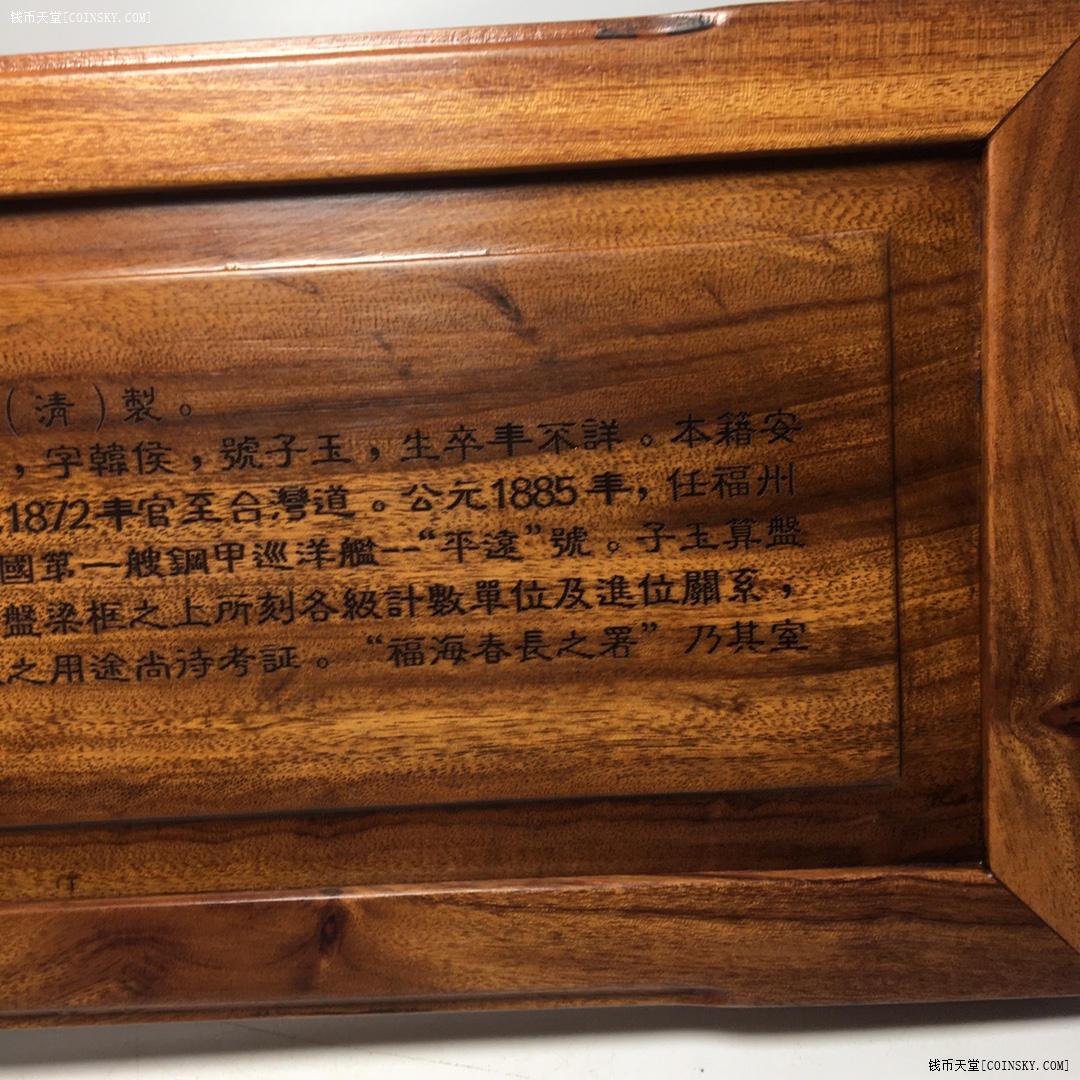 钱币天堂[COINSKY.COM]
(清)製。
,字韓侯,號子玉,生卒年不詳。本籍安
1872年官至台灣道。公元1885年,任福州
國第一艘鋼甲巡洋艦--“平遠”號。子玉算盤
盤梁框之上所刻各級計數單位及進位關系,
之用途尚待考証。“福海春長之署”乃其室
钱币天堂[COINSKY.COM]